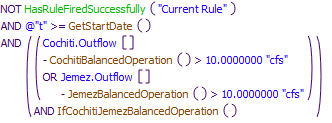 NOT HasRuleFiredSuccessfully ( "Current Rule" )
AND @"t" >= GetStartDate ( )
AND ( ( Cochiti.Outflow [ ]
- CochitiBalancedOperation ( ) > 10.0000000 "cfs"
OR Jemez.Outflow [ ]
- JemezBalancedOperation ( ) > 10.0000000 "cfs" )
AND IfCochitiJemezBalancedOperation ( ) )